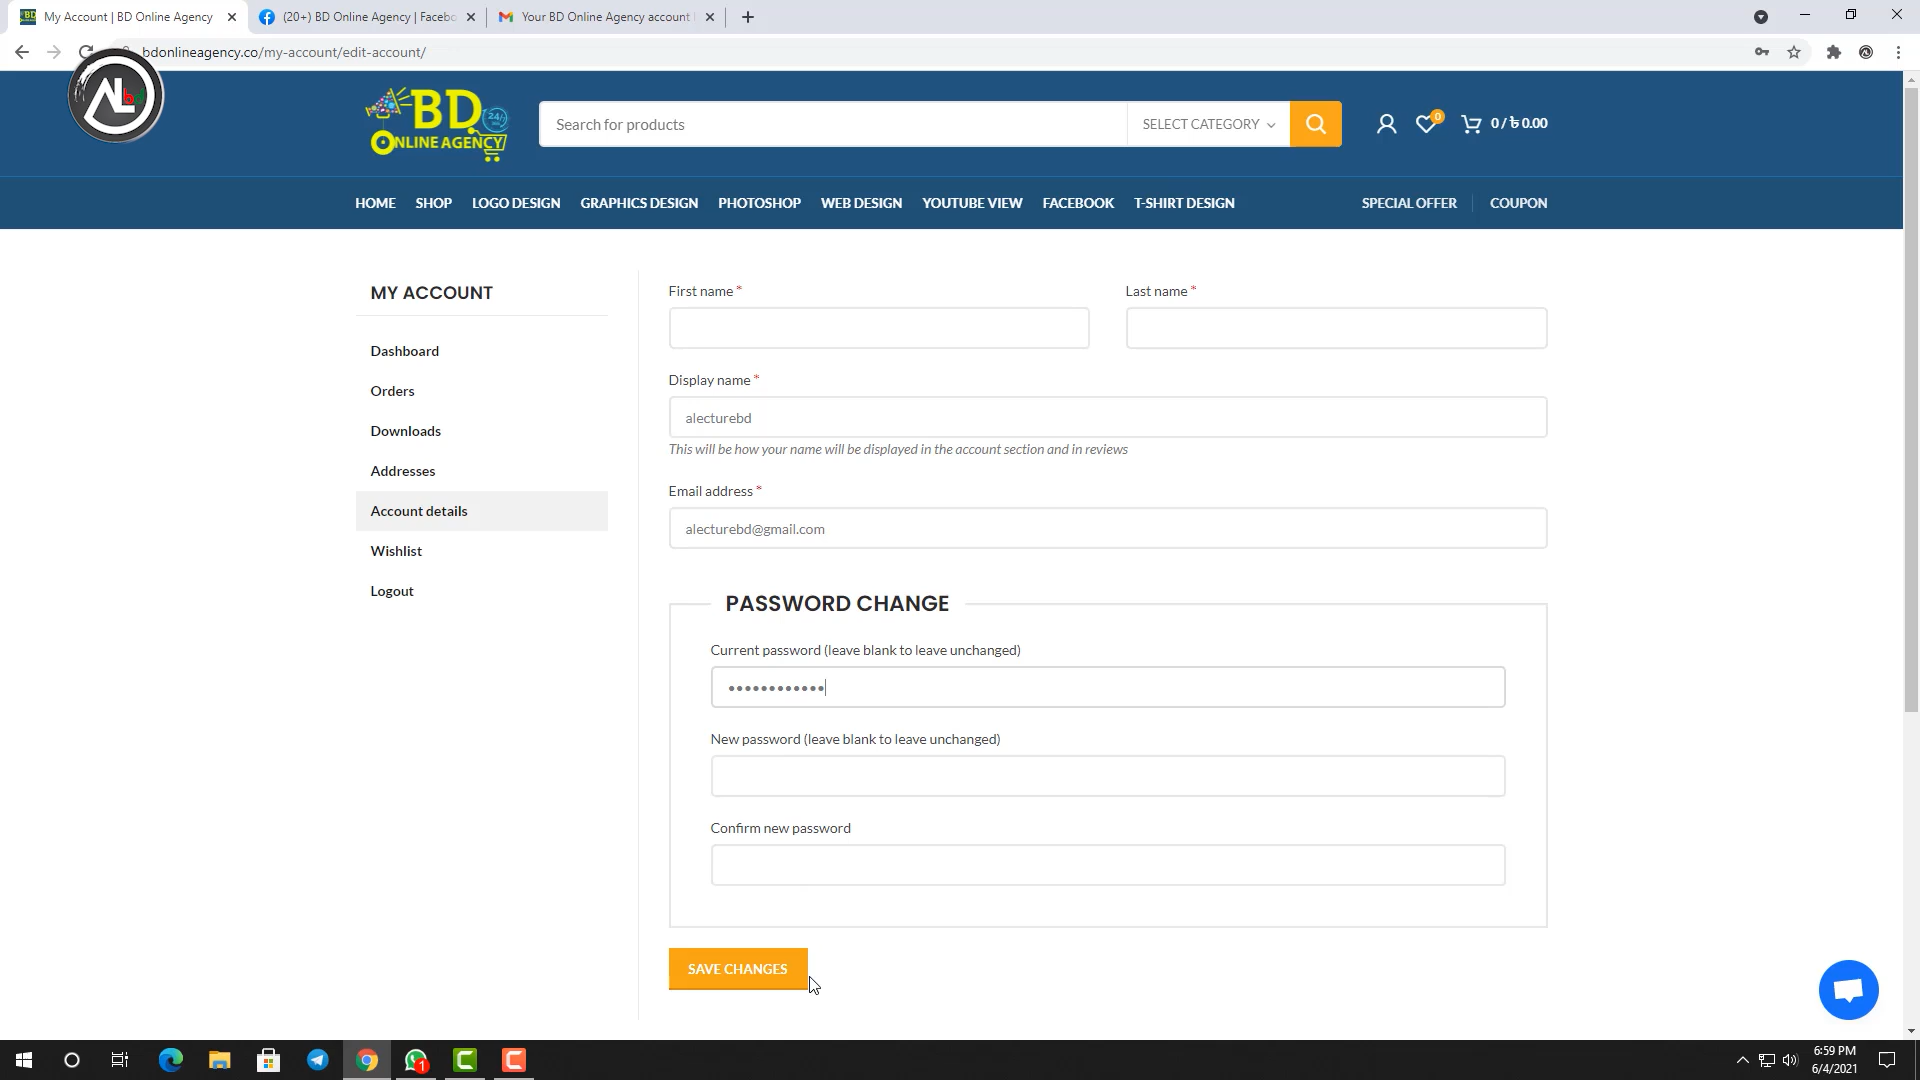 My Account | BD Online Agency
(20+) BD Online Agency | Facebo
Your BD Online Agency account
bdonlineagency.co/my-account/edit-account/
ALb
BD
24/7
ONLINE AGENCY
Search for products
SELECT CATEGORY
0
0 / ৳ 0.00
HOME
SHOP
LOGO DESIGN
GRAPHICS DESIGN
PHOTOSHOP
WEB DESIGN
YOUTUBE VIEW
FACEBOOK
T-SHIRT DESIGN
SPECIAL OFFER
COUPON
MY ACCOUNT
Dashboard
Orders
Downloads
Addresses
Account details
Wishlist
Logout
First name *
Last name *
Display name *
alecturebd
This will be how your name will be displayed in the account section and in reviews
Email address *
alecturebd@gmail.com
PASSWORD CHANGE
Current password (leave blank to leave unchanged)
••••••••••••
New password (leave blank to leave unchanged)
Confirm new password
SAVE CHANGES
1
6:59 PM
6/4/2021